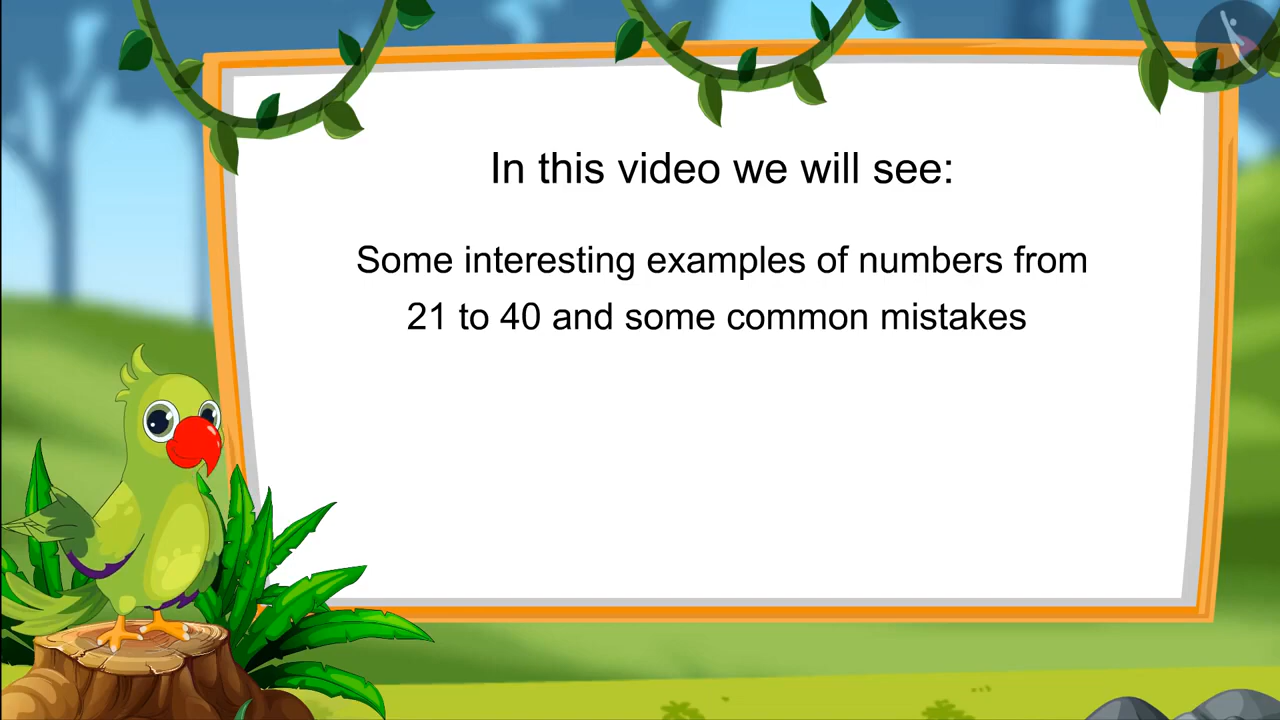 In this video we will see:
Some interesting examples of numbers from
21 to 40 and some common mistakes